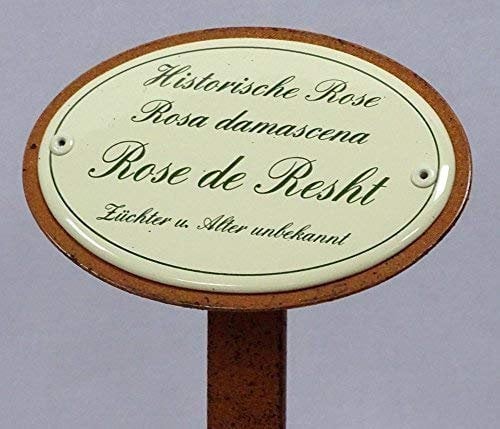 Historische Rose
Rosa damascena
Rose de Resht
Züchter u. Alter unbekannt